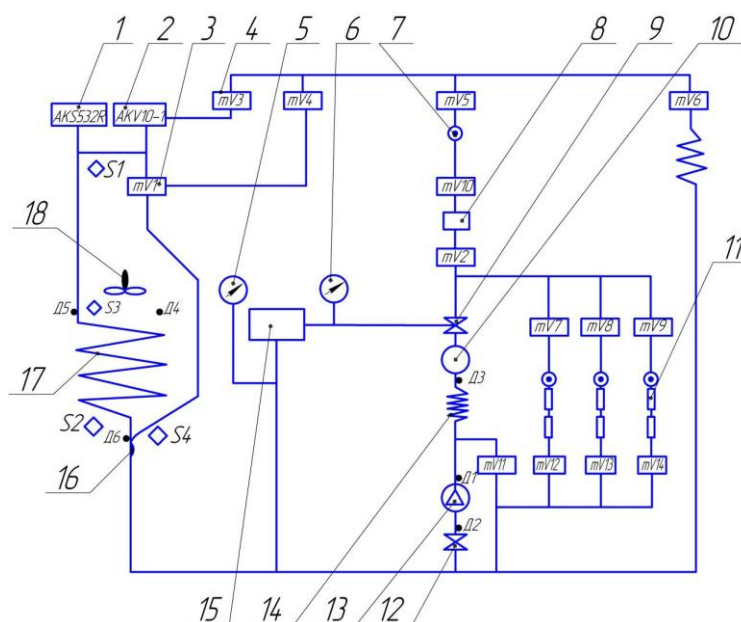 1 2 3 4 5 6 7 8 9 10
AKS532R AKV10-1 mV3 mV4 mV5 mV6
S1 mV1 mV10
18
mV2
11
Д5 S3 Д4
mV7 mV8 mV9
17
Д3
S2 Д6 S4
16
mV11 mV12 mV13 mV14
Д1
Д2
15 14 13 12